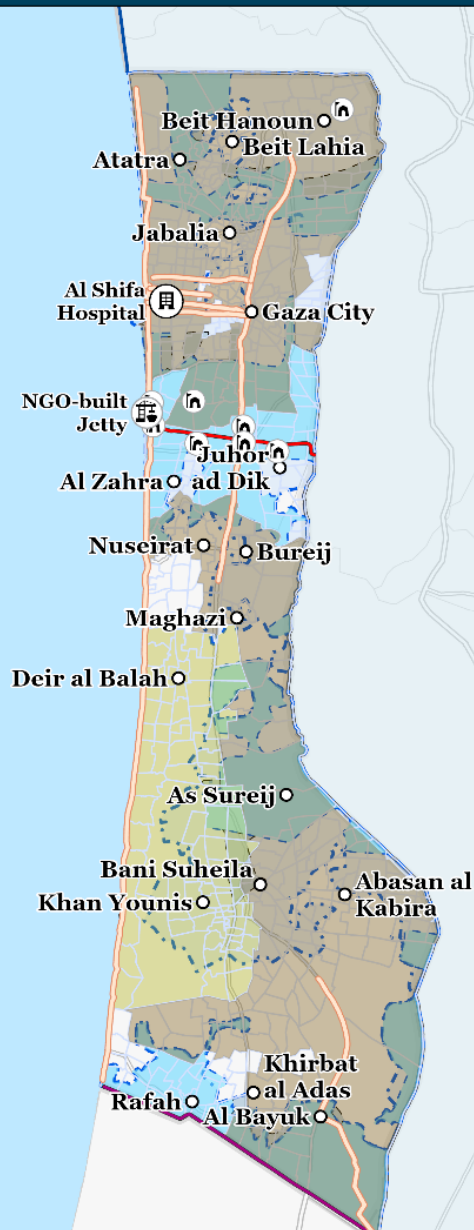 Beit Hanoun
Beit Lahia
Atatra
Jabalia
Al Shifa
Hospital
Gaza City
NGO-built
Jetty
Juhor
ad Dik
Al Zahra
Nuseirat
Bureij
Maghazi
Deir al Balah
As Sureij
Bani Suheila
Abasan al
Kabira
Khan Younis
Khirbat
al Adas
Rafah
Al Bayuk